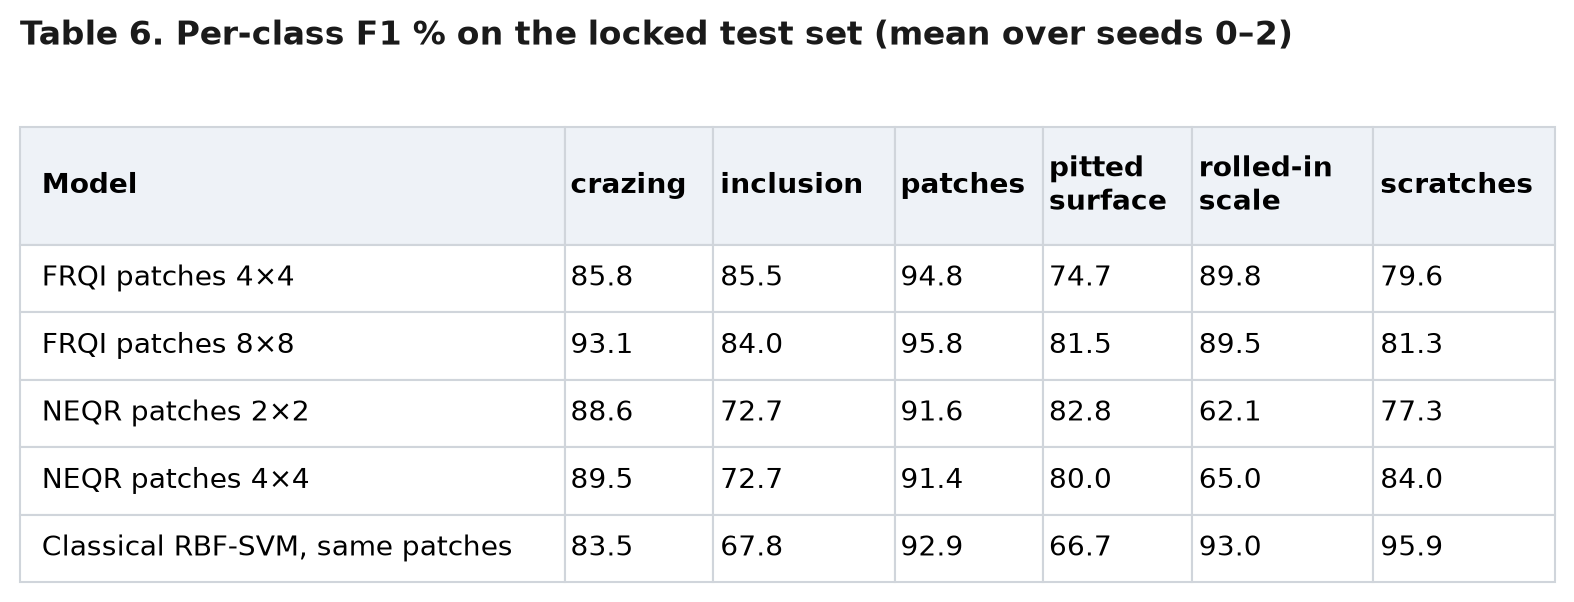 Table 6. Per-class F1 % on the locked test set (mean over seeds 0–2)
Model crazing inclusion patches pitted surface rolled-in scale scratches
FRQI patches 4×4 85.8 85.5 94.8 74.7 89.8 79.6
FRQI patches 8×8 93.1 84.0 95.8 81.5 89.5 81.3
NEQR patches 2×2 88.6 72.7 91.6 82.8 62.1 77.3
NEQR patches 4×4 89.5 72.7 91.4 80.0 65.0 84.0
Classical RBF-SVM, same patches 83.5 67.8 92.9 66.7 93.0 95.9